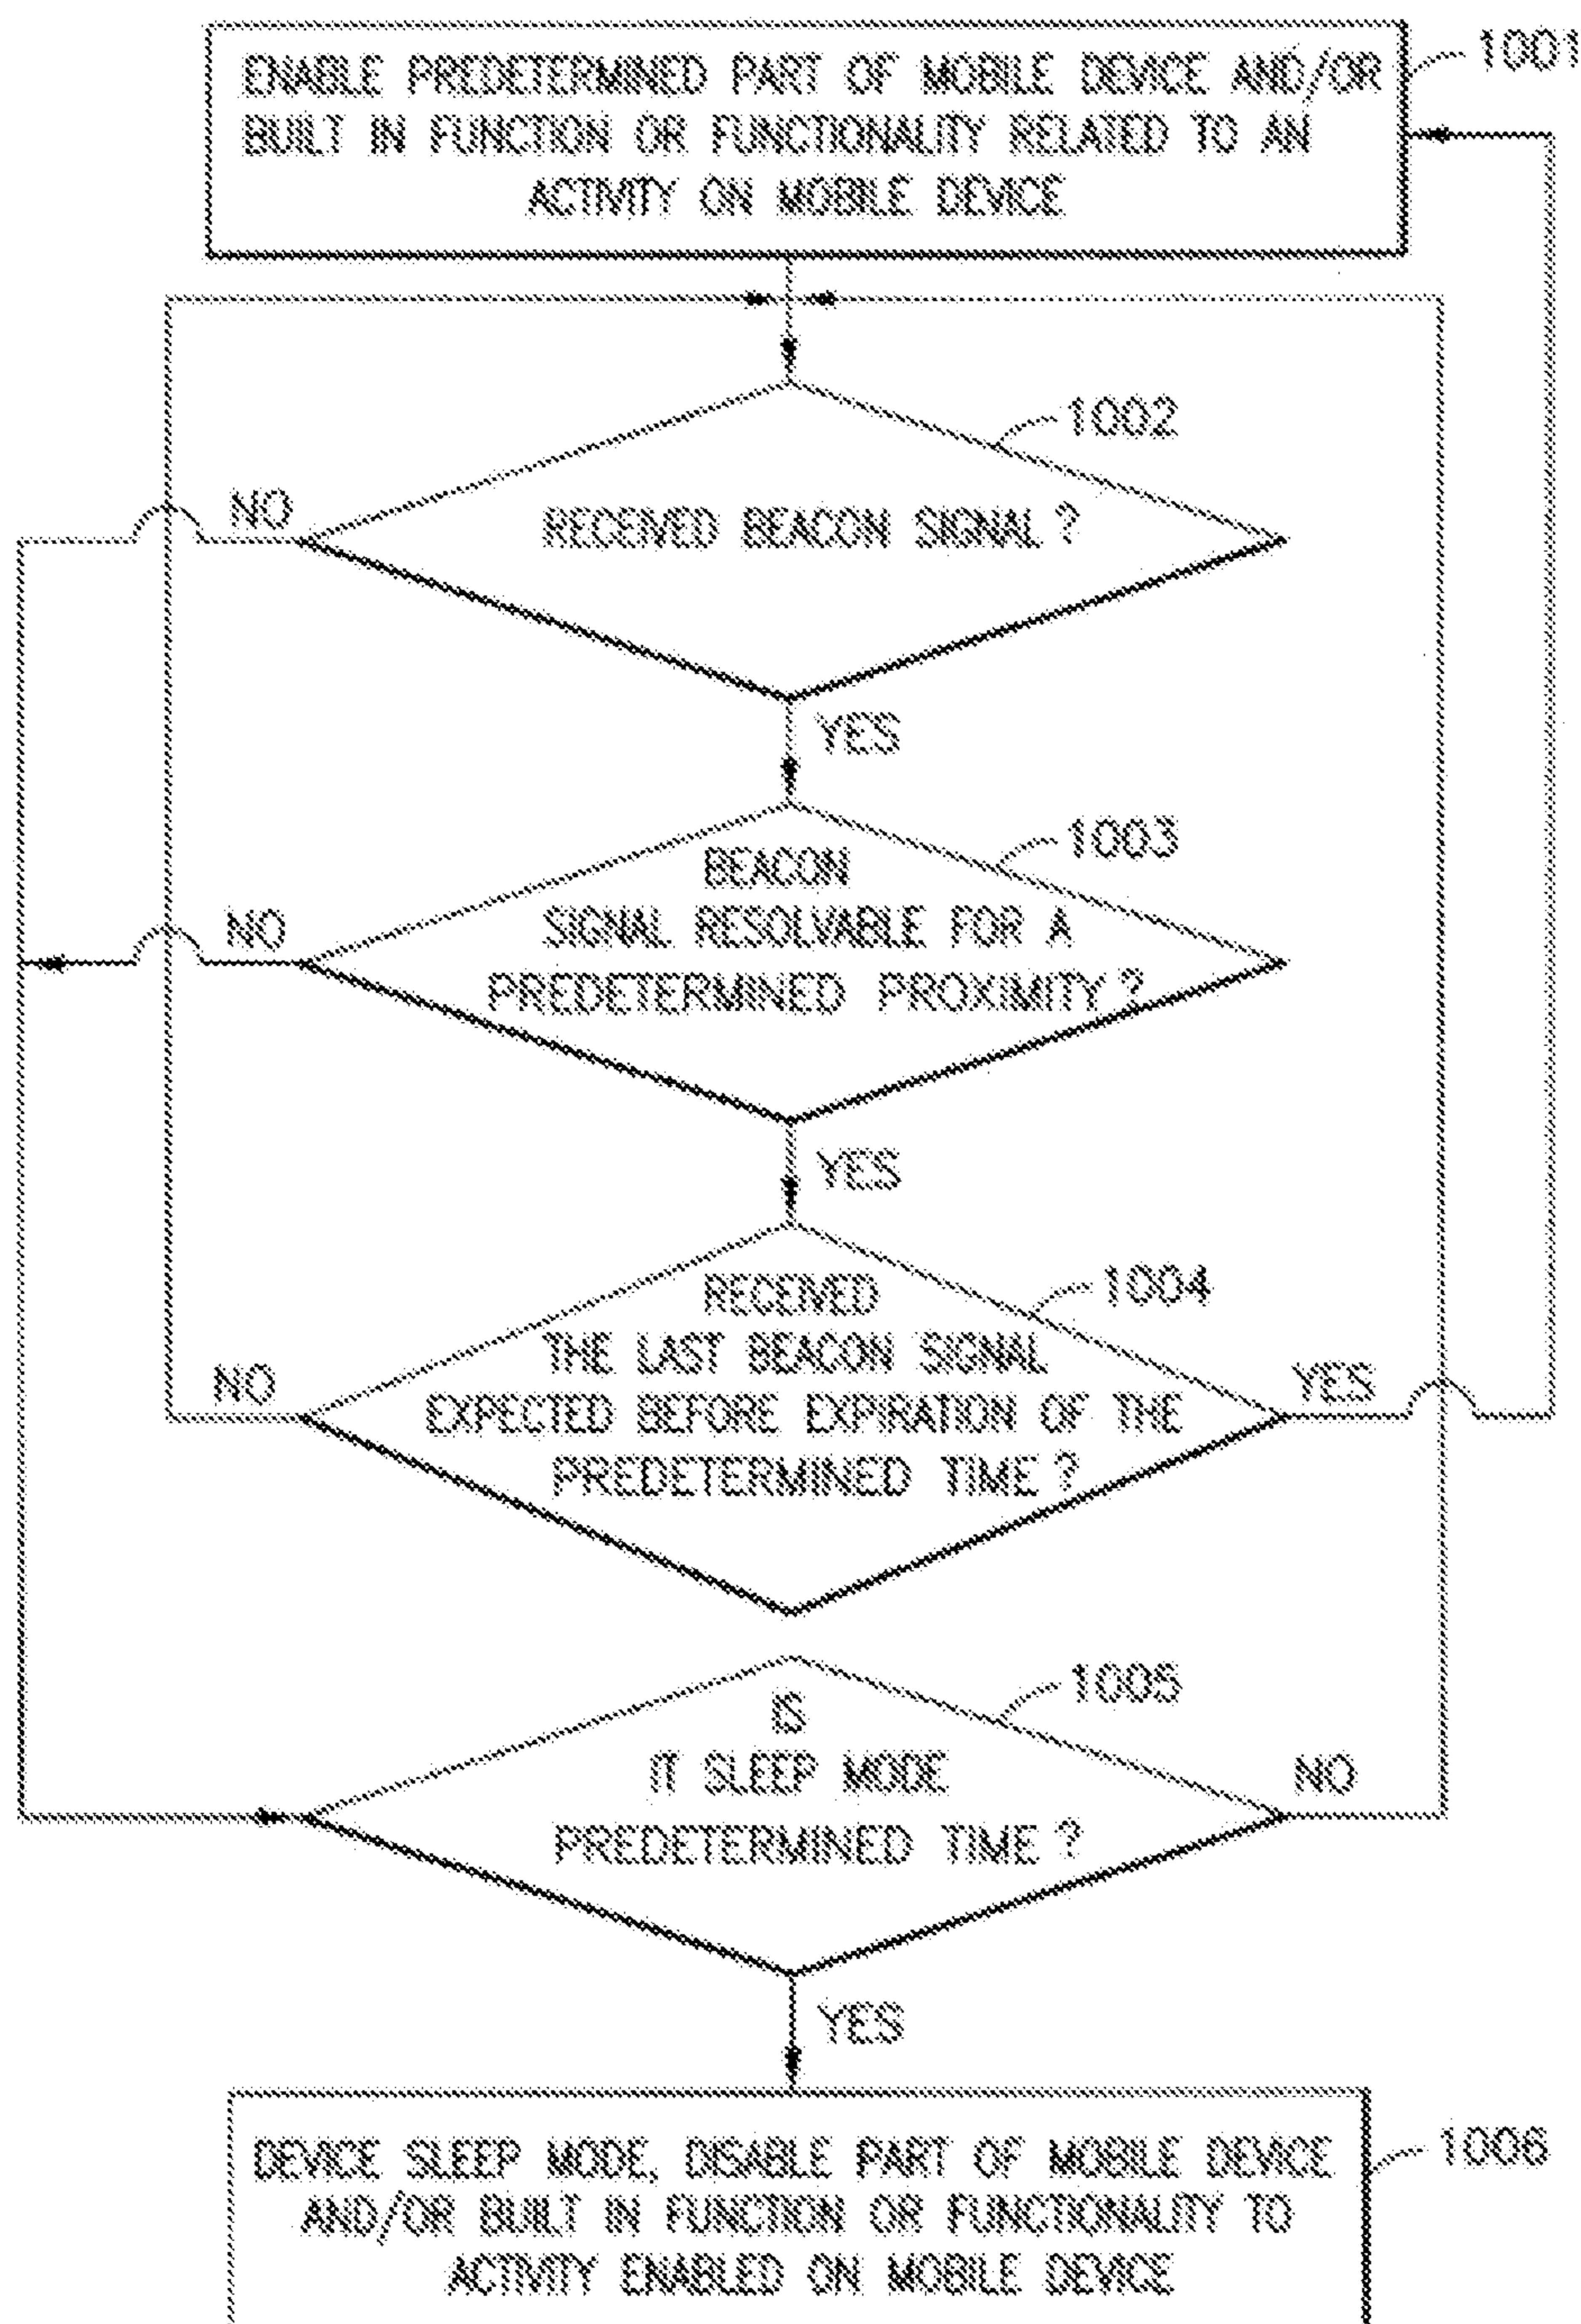 1001
ENABLE PREDETERMINED PART OF MOBILE DEVICE AND/OR
BUILT IN FUNCTION OR FUNCTIONALITY RELATED TO AN
ACTIVITY ON MOBILE DEVICE
1002
NO
RECEIVED BEACON SIGNAL ?
YES
1003
BEACON
NO
SIGNAL RESOLVABLE FOR A
PREDETERMINED PROXIMITY ?
YES
1004
RECEIVED
THE LAST BEACON SIGNAL
NO
YES
EXPECTED BEFORE EXPIRATION OF THE
PREDETERMINED TIME ?
1005
IS
IT SLEEP MODE
NO
PREDETERMINED TIME ?
YES
1006
DEVICE SLEEP MODE, DISABLE PART OF MOBILE DEVICE
AND/OR BUILT IN FUNCTION OR FUNCTIONALITY TO
ACTIVITY ENABLED ON MOBILE DEVICE